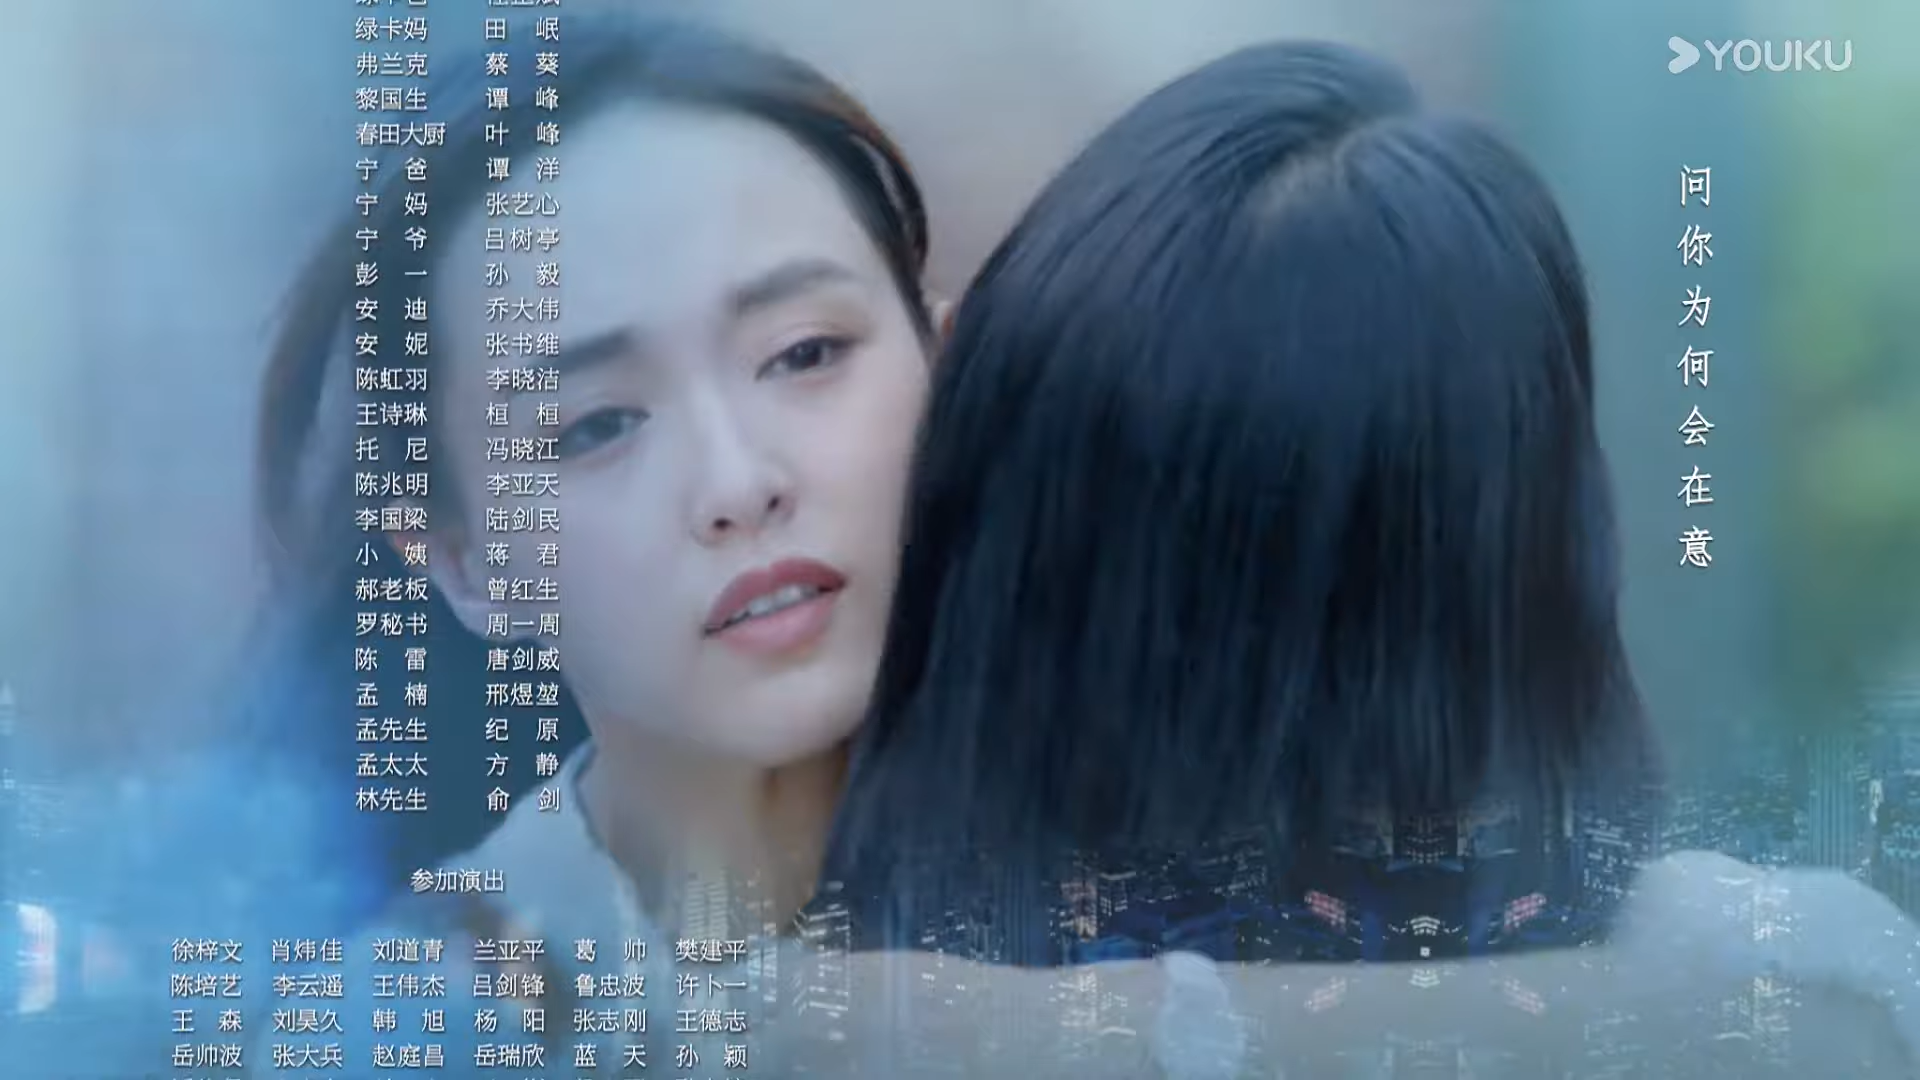 绿卡妈 田岷
弗兰克 蔡葵
黎国生 谭峰
春田大厨 叶峰
宁爸 谭洋
宁妈 张艺心
宁爷 吕树亭
彭一 孙毅
安迪 乔大伟
安妮 张书维
陈虹羽 李晓洁
王诗琳 桓桓
托尼 冯晓江
陈兆明 李亚天
李国梁 陆剑民
小姨 蒋君
郝老板 曾红生
罗秘书 周一周
陈雷 唐剑威
孟楠 邢煜堃
孟先生 纪原
孟太太 方静
林先生 俞剑
参加演出
徐梓文 肖炜佳 刘道青 兰亚平 葛帅 樊建平
陈培艺 李云遥 王伟杰 吕剑锋 鲁忠波 许卜一
王森 刘昊久 韩旭 杨阳 张志刚 王德志
岳帅波 张大兵 赵庭昌 岳瑞欣 蓝天 孙颖
YOUKU
问你为何会在意